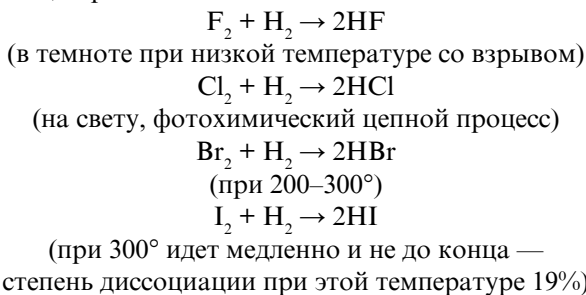 F₂ + H₂ → 2HF
(в темноте при низкой температуре со взрывом)
Cl₂ + H₂ → 2HCl
(на свету, фотохимический цепной процесс)
Br₂ + H₂ → 2HBr
(при 200–300°)
I₂ + H₂ → 2HI
(при 300° идет медленно и не до конца —
степень диссоциации при этой температуре 19%)